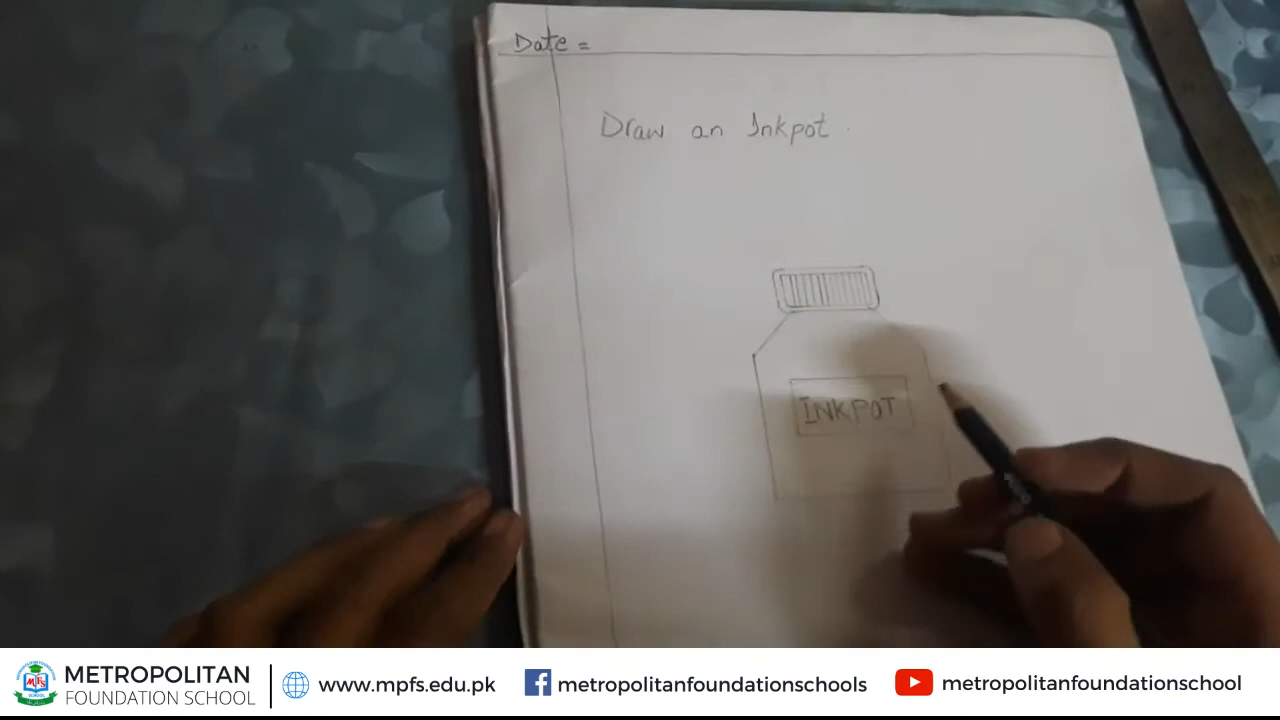 Date =
Draw an Inkpot.
INKPOT
METROPOLITAN
FOUNDATION SCHOOL
www.mpfs.edu.pk
metropolitanfoundationschools
metropolitanfoundationschool